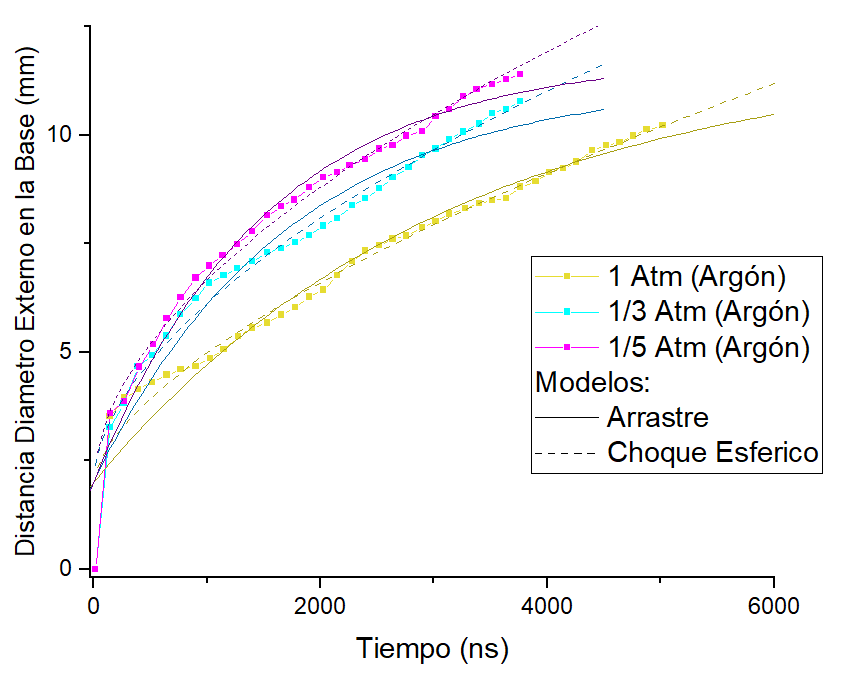 Distancia Diametro Externo en la Base (mm)
10
5
0
0
2000
4000
6000
Tiempo (ns)
1 Atm (Argón)
1/3 Atm (Argón)
1/5 Atm (Argón)
Modelos:
Arrastre
Choque Esferico